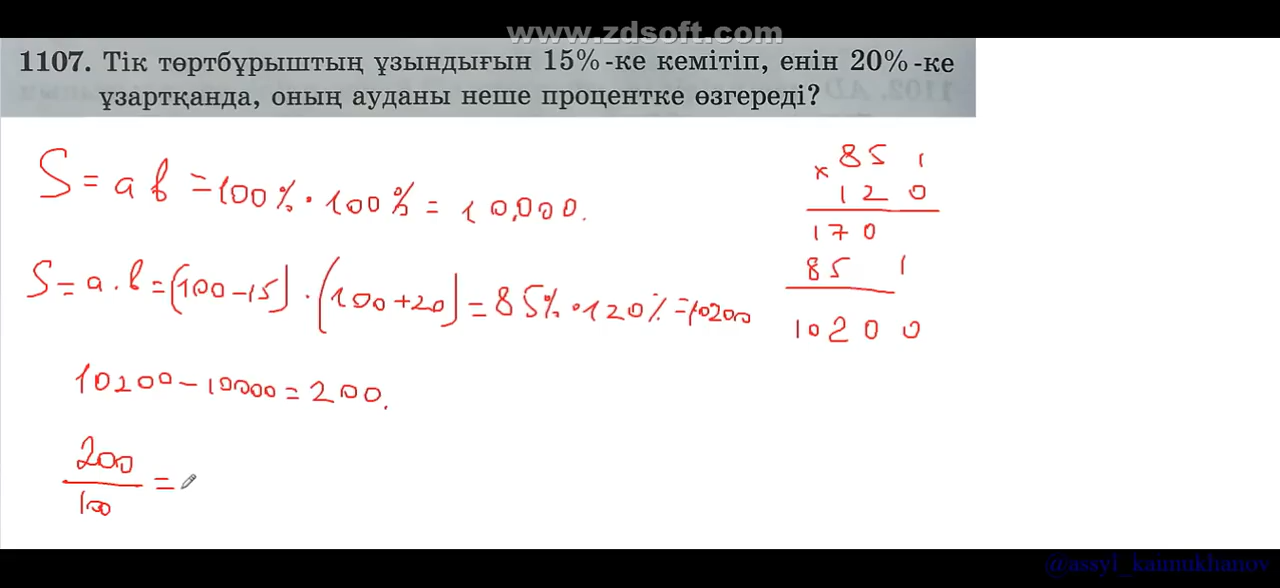 www.zdsoft.com
1107. Тік төртбұрыштың ұзындығын 15%-ке кемітіп, енін 20%-ке
ұзартқанда, оның ауданы неше процентке өзгереді?
S = a b = 100% · 100% = 10,000.
S = a · b = (100 - 15) · (100 + 20) = 85% · 120% = 10200
10200 - 10000 = 200.
200
100 =
× 85
120
170
85
10200
@assyl_kaimukhanov